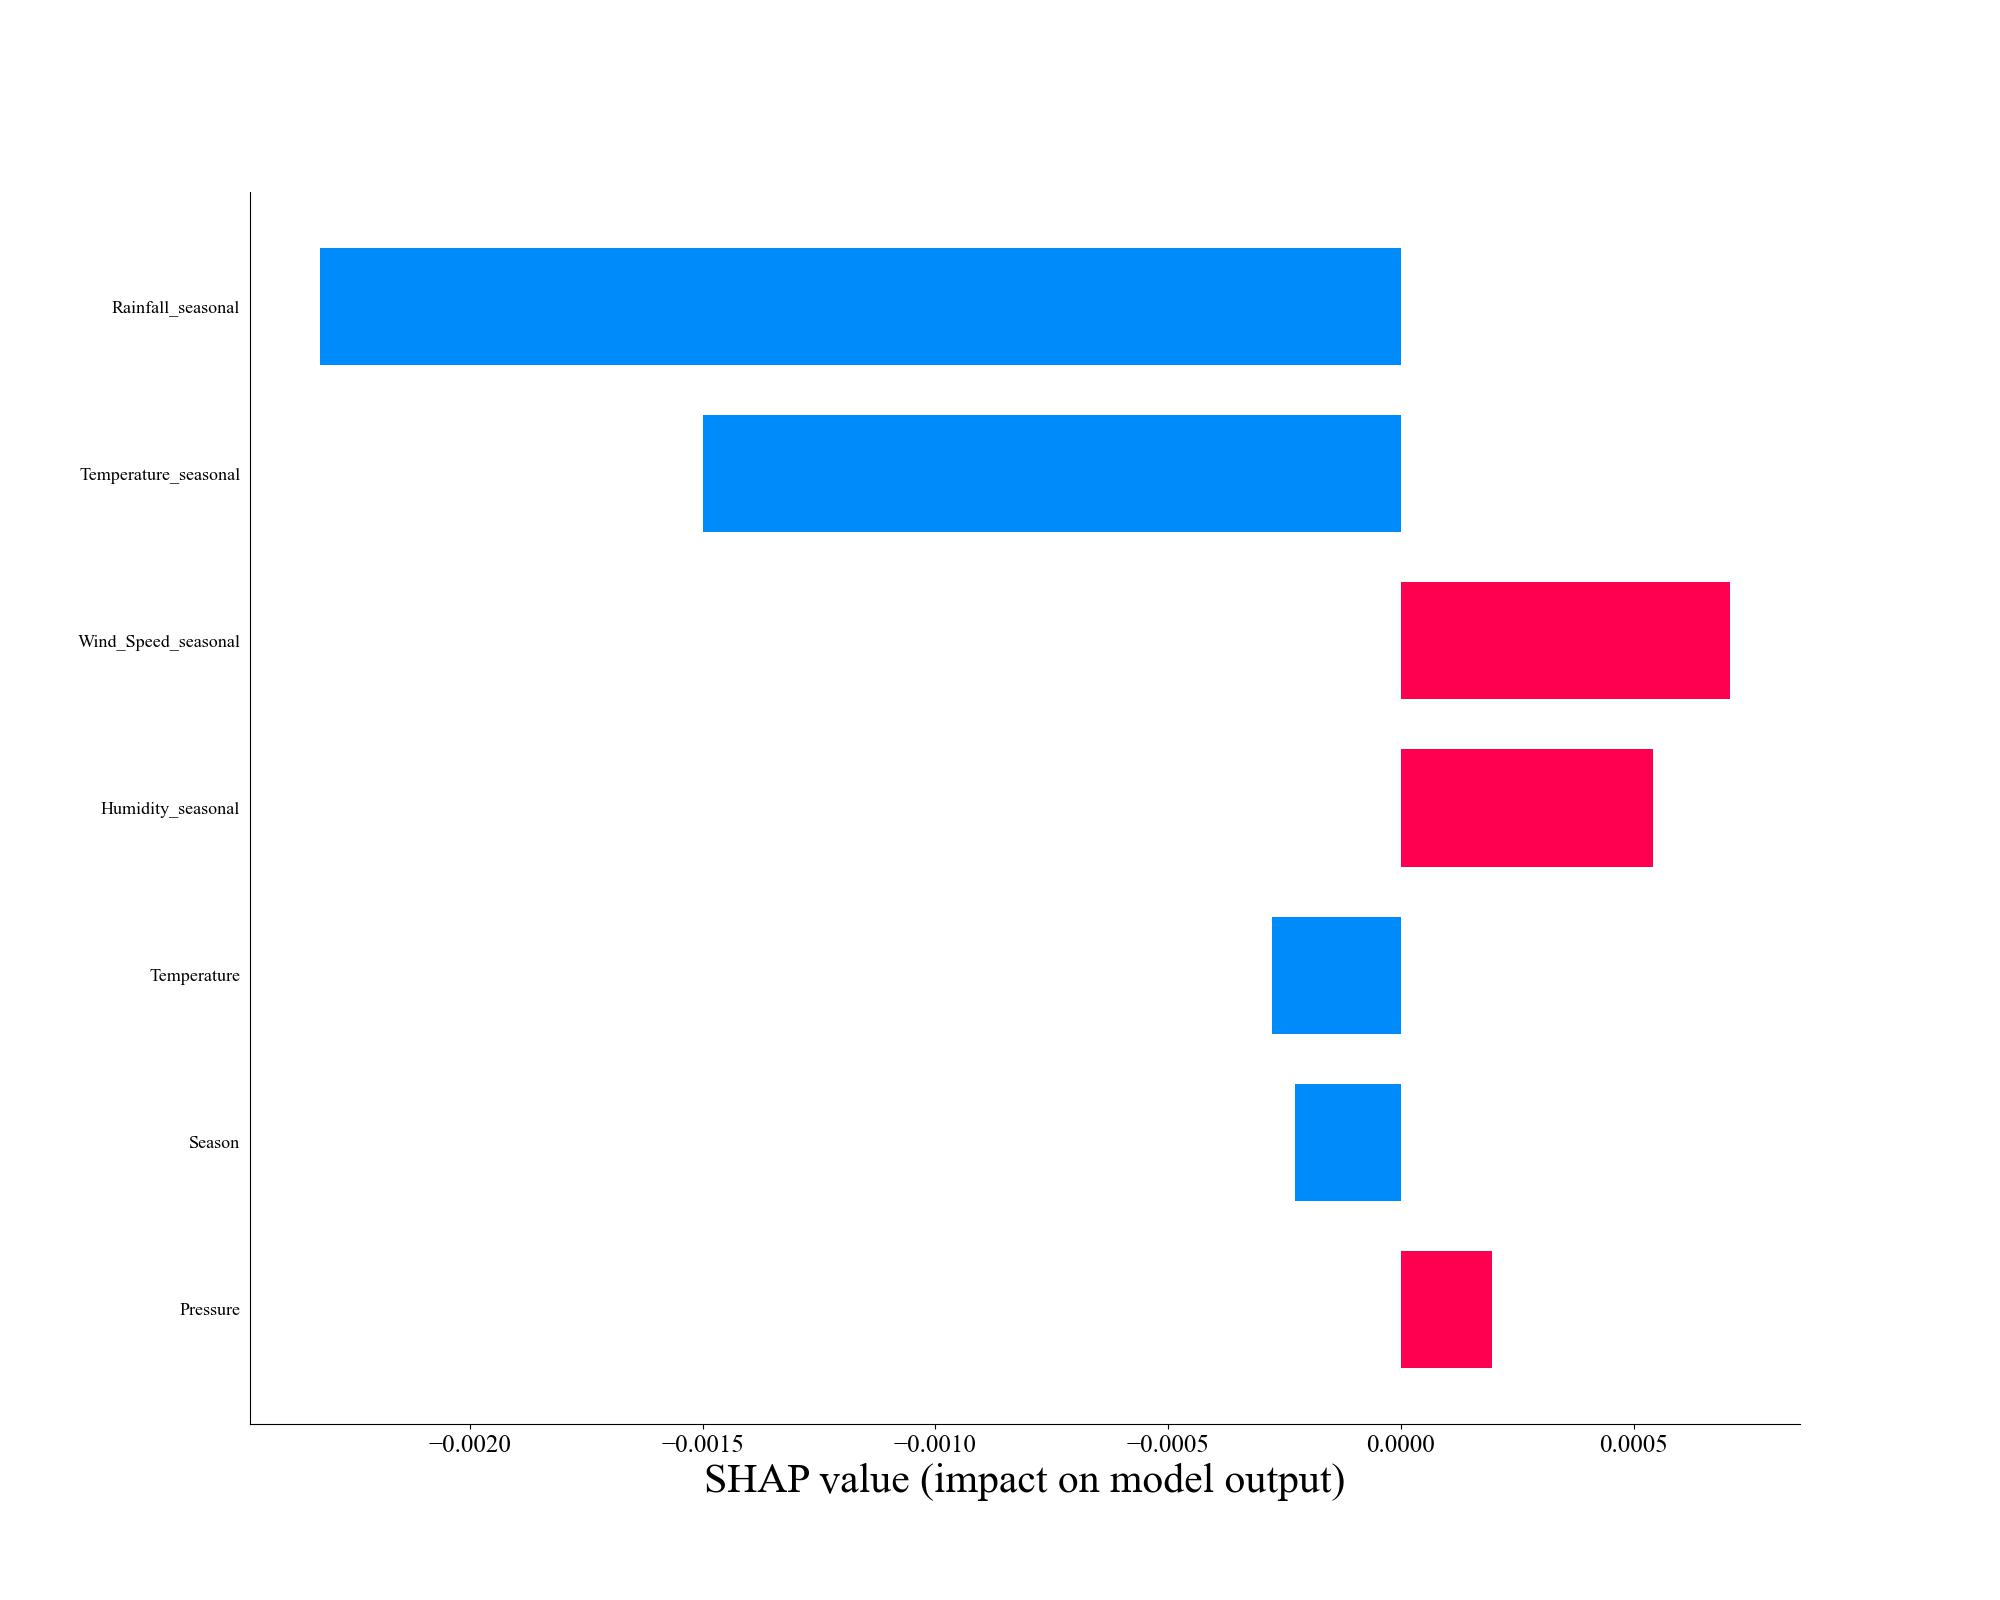 Rainfall_seasonal
Temperature_seasonal
Wind_Speed_seasonal
Humidity_seasonal
Temperature
Season
Pressure
−0.0020 −0.0015 −0.0010 −0.0005 0.0000 0.0005
SHAP value (impact on model output)